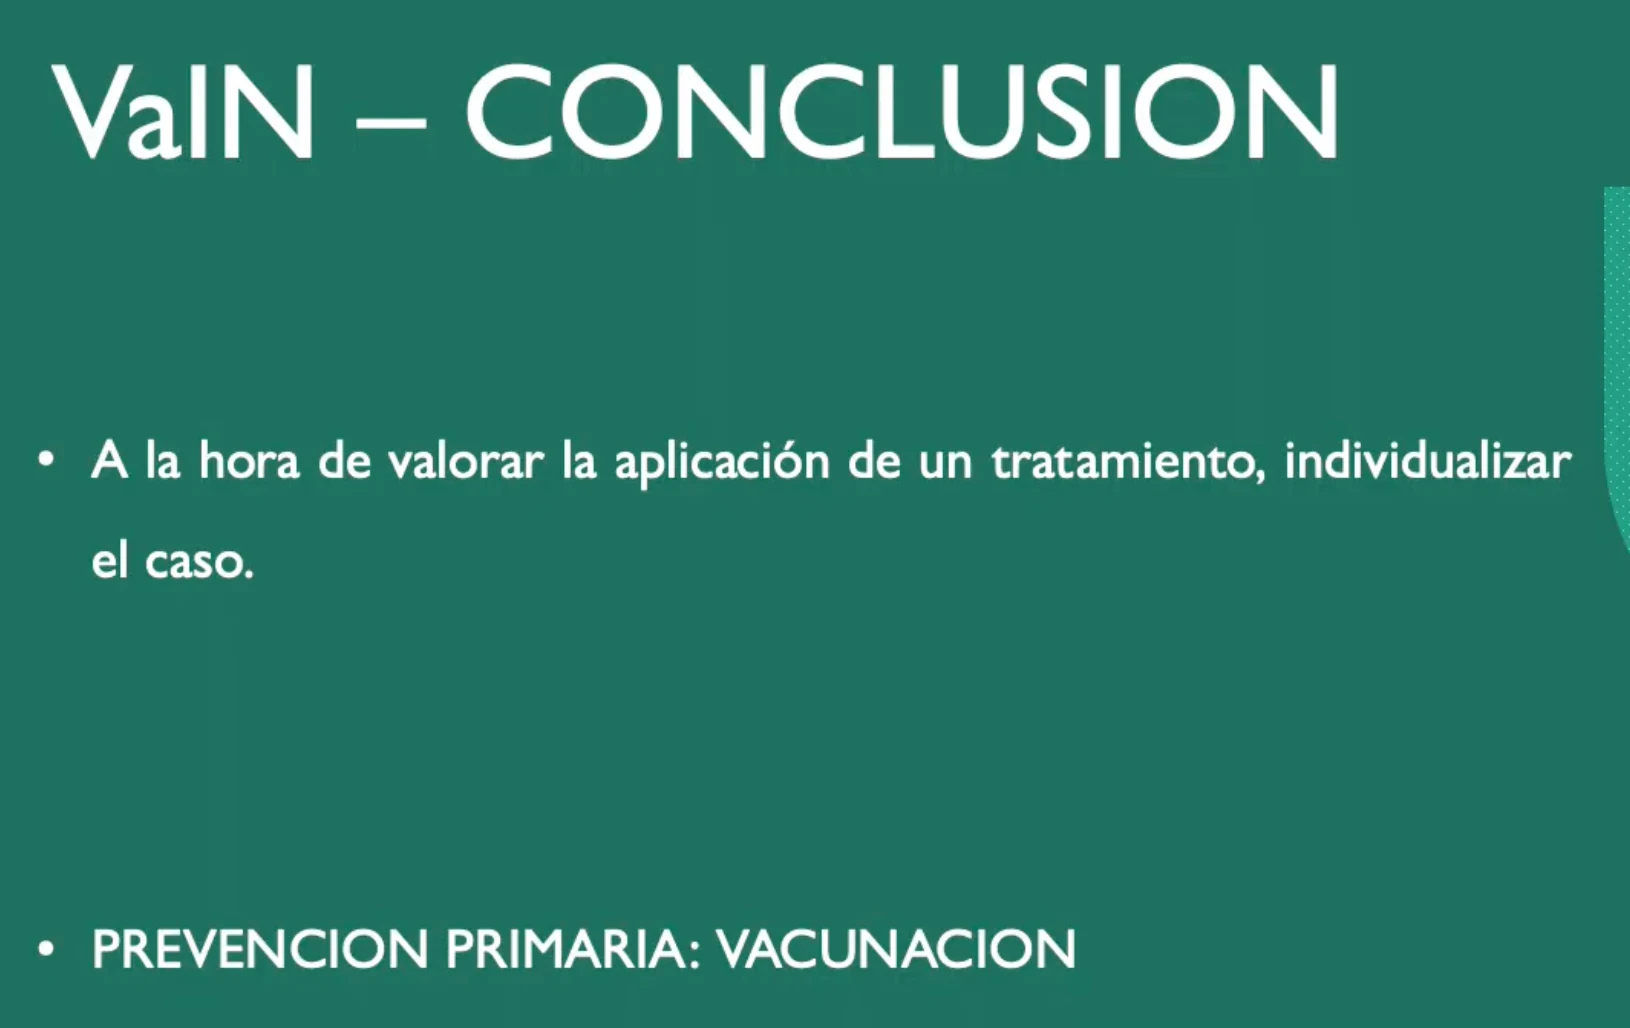 VaIN – CONCLUSION
• A la hora de valorar la aplicación de un tratamiento, individualizar
el caso.
• PREVENCION PRIMARIA: VACUNACION